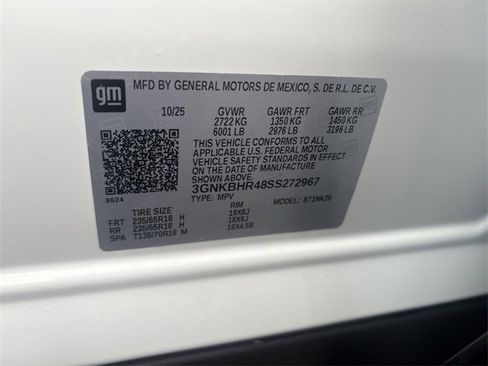 gm
MFD BY GENERAL MOTORS DE MEXICO, S. DE R.L. DE C.V.
10/25 GVWR GAWR FRT GAWR RR
2722 KG 1350 KG 1450 KG
6001 LB 2976 LB 3196 LB
THIS VEHICLE CONFORMS TO ALL
APPLICABLE U.S. FEDERAL MOTOR
VEHICLE SAFETY STANDARDS IN EFFECT
ON THE DATE OF MANUFACTURE SHOWN ABOVE.
3GNKBHR48SS272967
8624 TYPE: MPV MODEL:
TIRE SIZE RIM
FRT 235/65R18 H 18X8J
RR 235/65R18 H 18X8J
SPA T135/70R18 M 18X4.5B